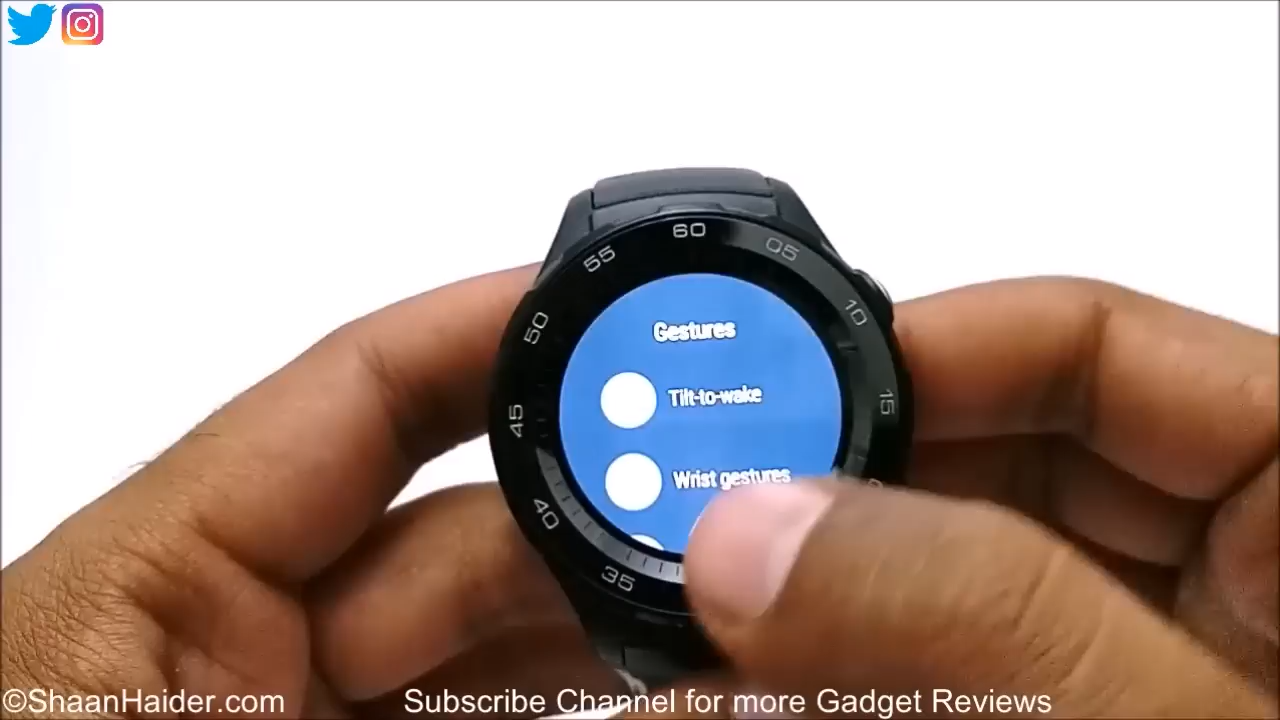 60
05
55
10
50
Gestures
Tilt-to-wake
15
45
Wrist gestures
40
35
©ShaanHaider.com
Subscribe Channel for more Gadget Reviews